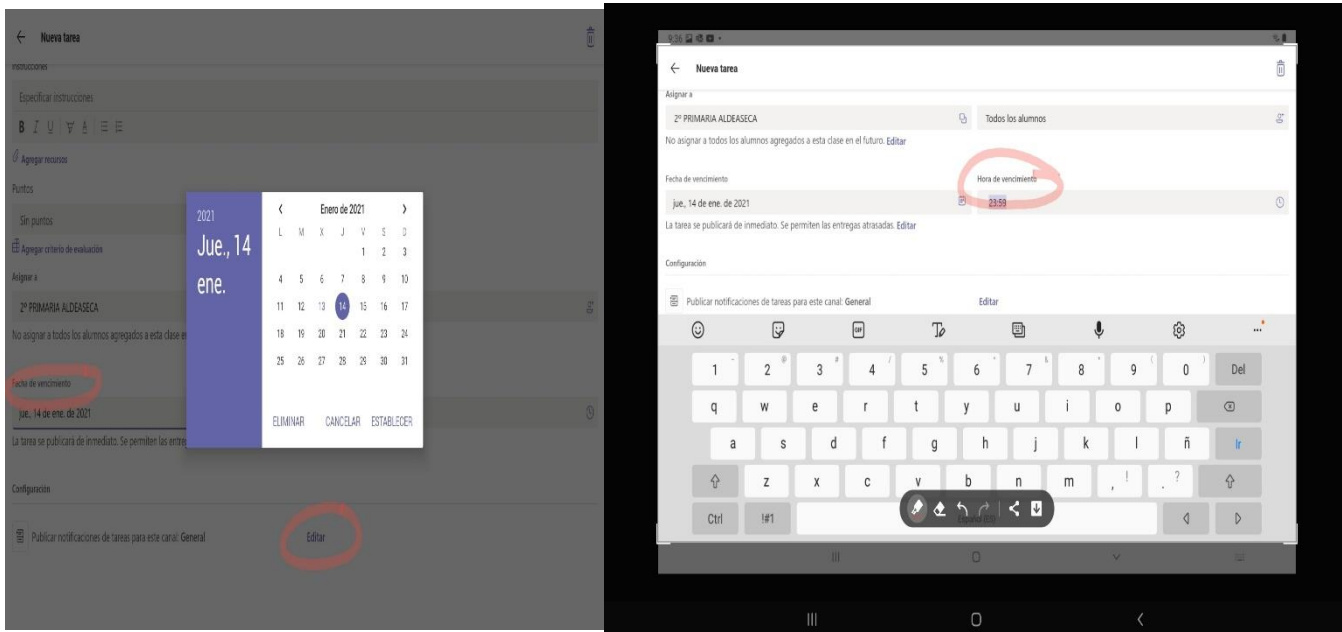 Nueva tarea
Instrucciones
Especificar instrucciones
B I U A
Agregar recursos
Puntos
Sin puntos
Agregar criterio de evaluación
Asignar a
2º PRIMARIA ALDEASECA
No asignar a todos los alumnos agregados a esta clase e
Fecha de vencimiento
jue., 14 de ene. de 2021
La tarea se publicará de inmediato. Se permiten las entre
Configuración
Publicar notificaciones de tareas para este canal: General
Editar
2021
Jue., 14
ene.
Enero de 2021
L M X J V S D
1 2 3
4 5 6 7 8 9 10
11 12 13 14 15 16 17
18 19 20 21 22 23 24
25 26 27 28 29 30 31
ELIMINAR CANCELAR ESTABLECER
9:36
Nueva tarea
Asignar a
2º PRIMARIA ALDEASECA Todos los alumnos
No asignar a todos los alumnos agregados a esta clase en el futuro. Editar
Fecha de vencimiento Hora de vencimiento
jue., 14 de ene. de 2021 23:59
La tarea se publicará de inmediato. Se permiten las entregas atrasadas. Editar
Configuración
Publicar notificaciones de tareas para este canal: General Editar
GIF
1 2 @ 3 # 4 / 5 % 6 7 & 8 * 9 ( 0 ) Del
q w e r t y u i o p
a s d f g h j k l ñ Ir
z x c v b n m , ! . ?
Ctrl !#1 Español (ES)